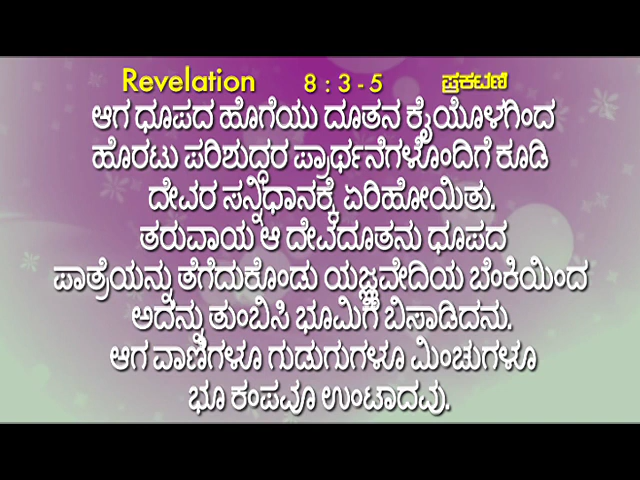 Revelation 8 : 3 - 5 ಪ್ರಕಟಣೆ
ಆಗ ಧೂಪದ ಹೊಗೆಯು ದೂತನ ಕೈಯೊಳಗಿಂದ
ಹೊರಟು ಪರಿಶುದ್ಧರ ಪ್ರಾರ್ಥನೆಗಳೊಂದಿಗೆ ಕೂಡಿ
ದೇವರ ಸನ್ನಿಧಾನಕ್ಕೆ ಏರಿಹೋಯಿತು.
ತರುವಾಯ ಆ ದೇವದೂತನು ಧೂಪದ
ಪಾತ್ರೆಯನ್ನು ತೆಗೆದುಕೊಂಡು ಯಜ್ಞವೇದಿಯ ಬೆಂಕಿಯಿಂದ
ಅದನ್ನು ತುಂಬಿಸಿ ಭೂಮಿಗೆ ಬಿಸಾಡಿದನು.
ಆಗ ವಾಣಿಗಳೂ ಗುಡುಗುಗಳೂ ಮಿಂಚುಗಳೂ
ಭೂ ಕಂಪವೂ ಉಂಟಾದವು.